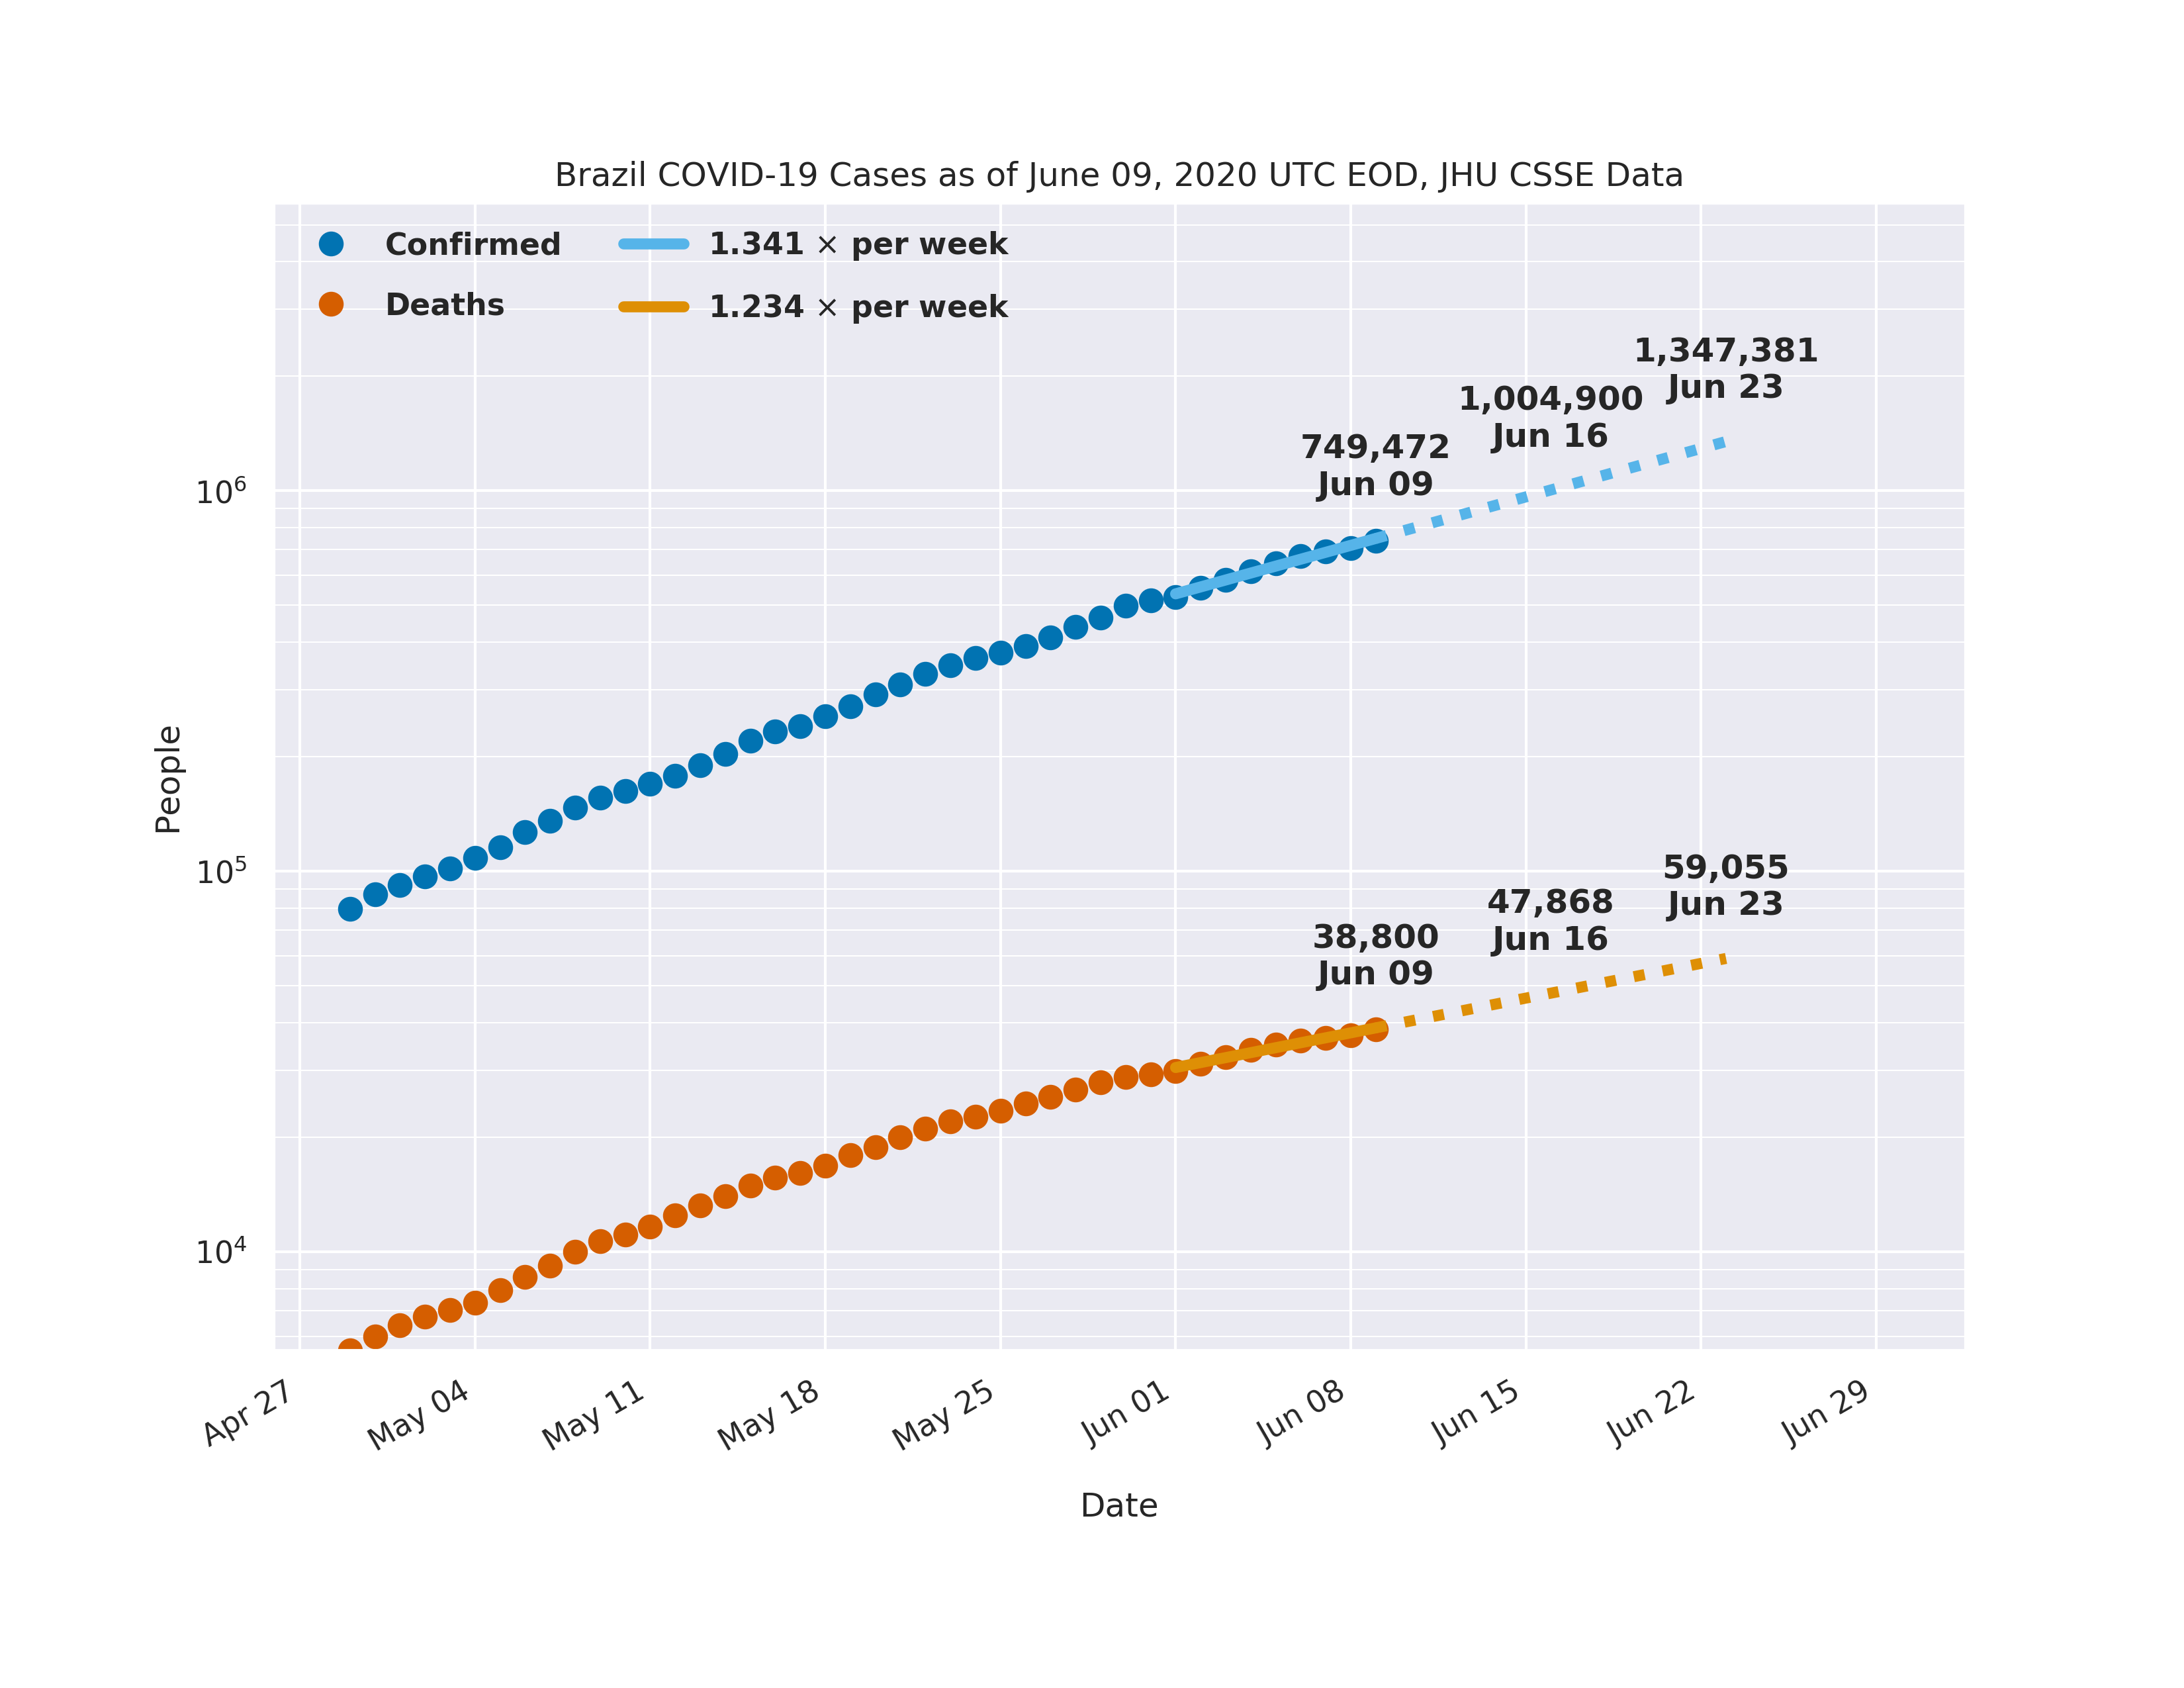 Brazil COVID-19 Cases as of June 09, 2020 UTC EOD, JHU CSSE Data
Confirmed
Deaths
1.341 × per week
1.234 × per week
1,347,381
Jun 23
1,004,900
Jun 16
749,472
Jun 09
59,055
Jun 23
47,868
Jun 16
38,800
Jun 09
People
10⁶
10⁵
10⁴
Apr 27
May 04
May 11
May 18
May 25
Jun 01
Jun 08
Jun 15
Jun 22
Jun 29
Date